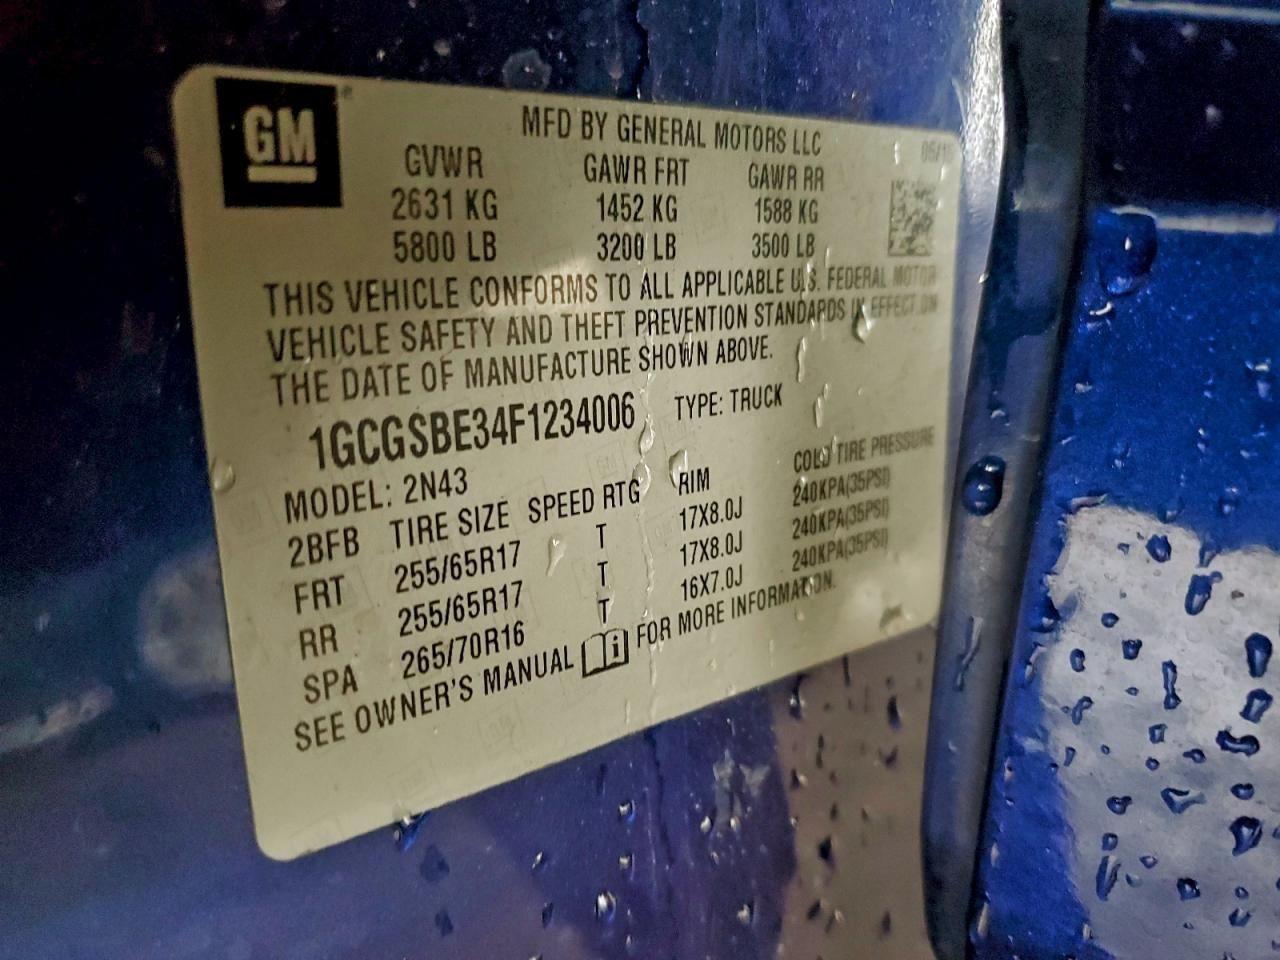 GM
MFD BY GENERAL MOTORS LLC
GVWR GAWR FRT GAWR RR
2631 KG 1452 KG 1588 KG
5800 LB 3200 LB 3500 LB
THIS VEHICLE CONFORMS TO ALL APPLICABLE U.S. FEDERAL MOTOR
VEHICLE SAFETY AND THEFT PREVENTION STANDARDS IN EFFECT ON
THE DATE OF MANUFACTURE SHOWN ABOVE.
1GCGSBE34F1234006 TYPE: TRUCK
MODEL: 2N43 COLD TIRE PRESSURE
2BFB TIRE SIZE SPEED RTG RIM
FRT 255/65R17 T 17X8.0J 240KPA(35PSI)
RR 255/65R17 T 17X8.0J 240KPA(35PSI)
SPA 265/70R16 T 16X7.0J 240KPA(35PSI)
SEE OWNER'S MANUAL i FOR MORE INFORMATION.